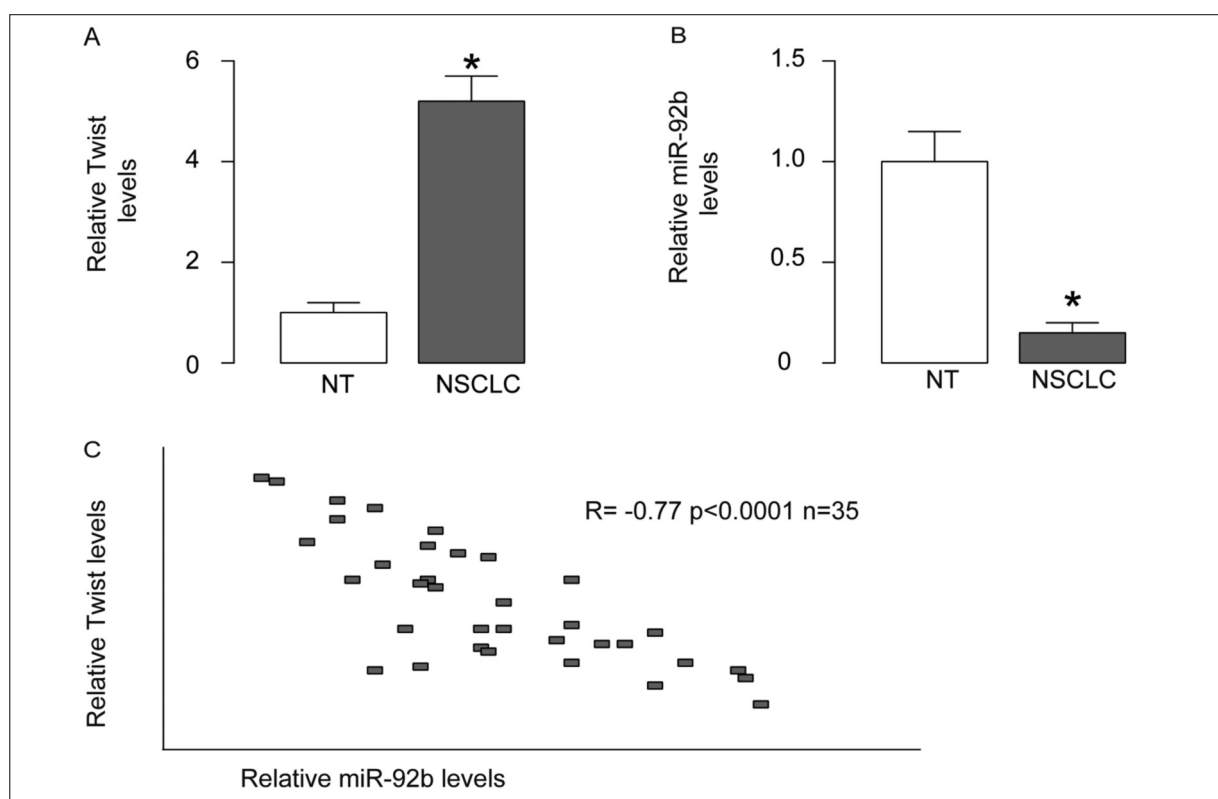 A
Relative Twist
levels
6
4
2
0
*
NT
NSCLC
B
Relative miR-92b
levels
1.5
1.0
0.5
0
*
NT
NSCLC
C
Relative Twist levels
R= -0.77 p<0.0001 n=35
Relative miR-92b levels